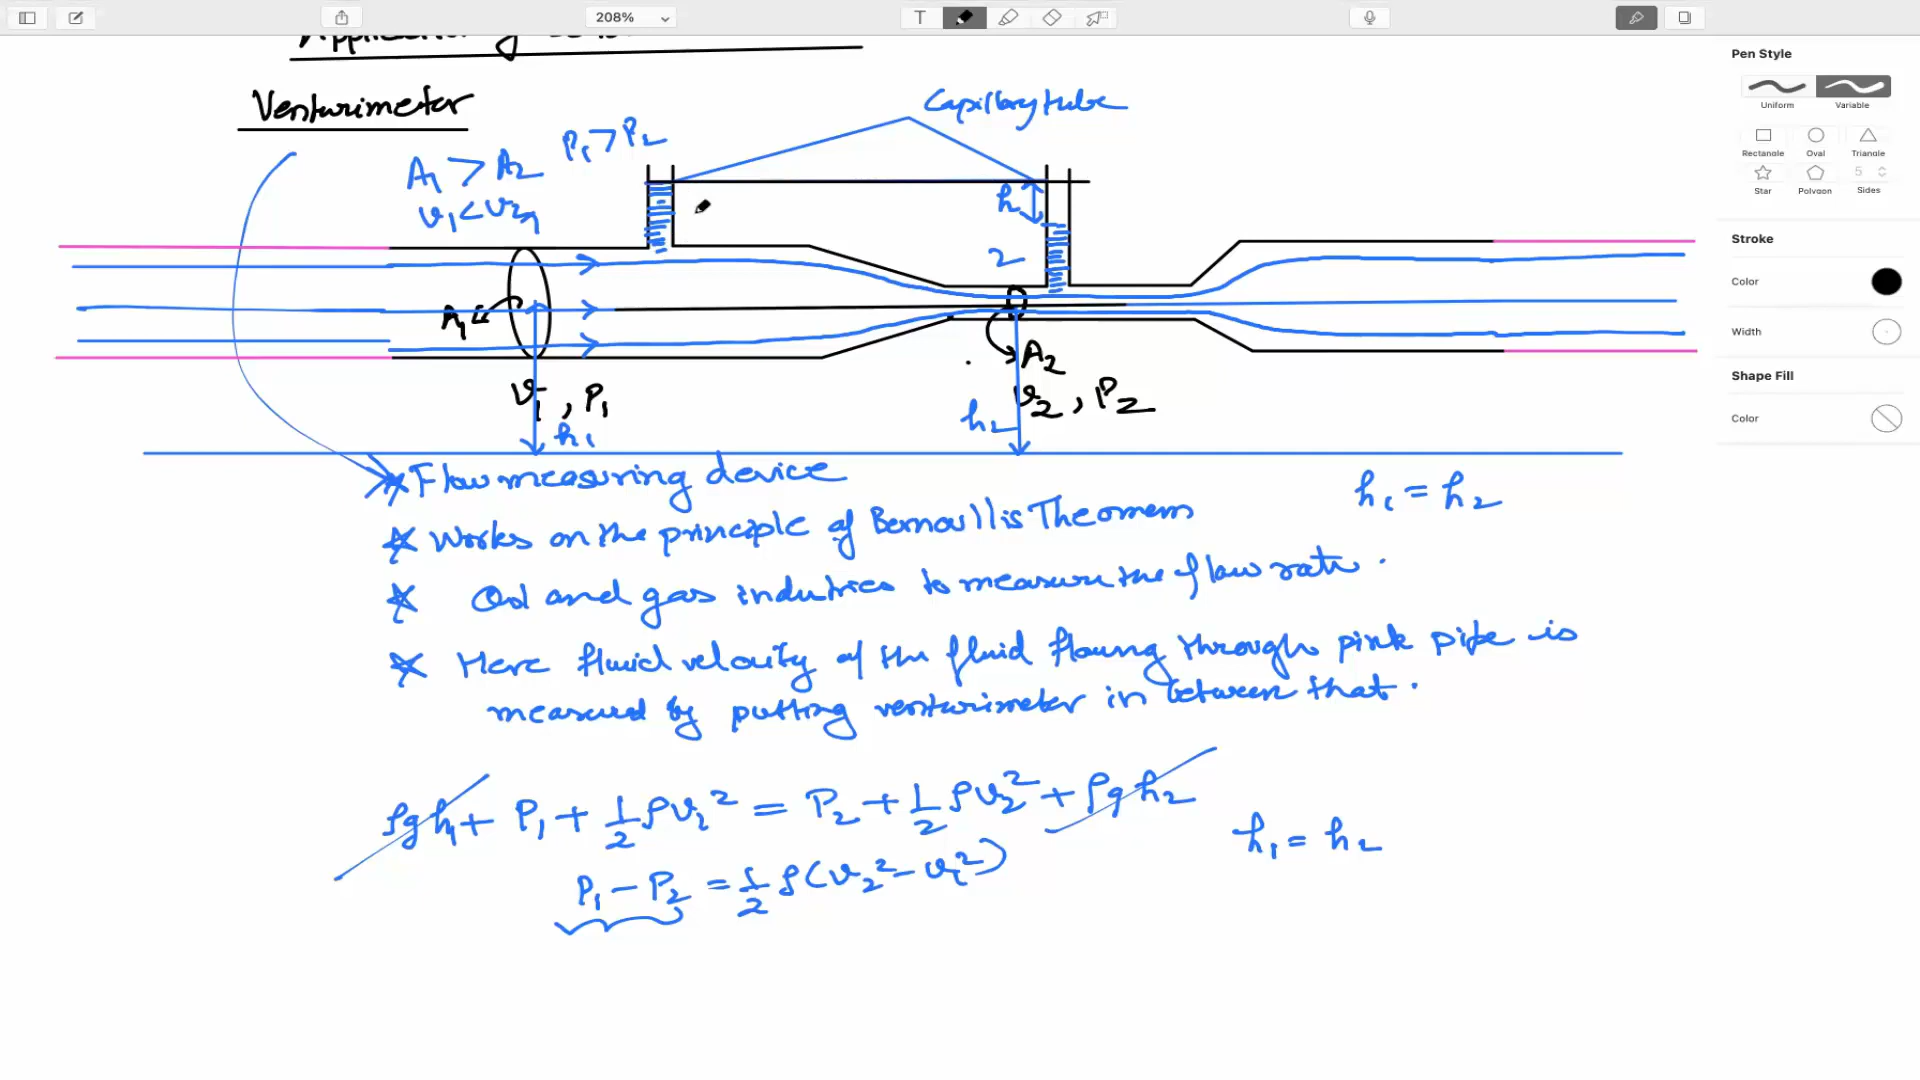 208%
T
Venturimeter
Capillary tube
P1 > P2
A1 > A2
v1 < v2
h
2
A1
A2
v1, P1
v2, P2
h1
h2
* Flow measuring device
h1 = h2
* Works on the principle of Bernoullis Theorem
* Oil and gas industries to measure the flow rate.
* Here fluid velocity of the fluid flowing through pink pipe is
measured by putting venturimeter in between that.
ρgh1 + P1 + 1/2 ρv1² = P2 + 1/2 ρv2² + ρgh2
h1 = h2
P1 − P2 = 1/2 ρ(v2² − v1²)
Pen Style
Uniform Variable
Rectangle Oval Triangle
5
Star Polygon Sides
Stroke
Color
Width
Shape Fill
Color